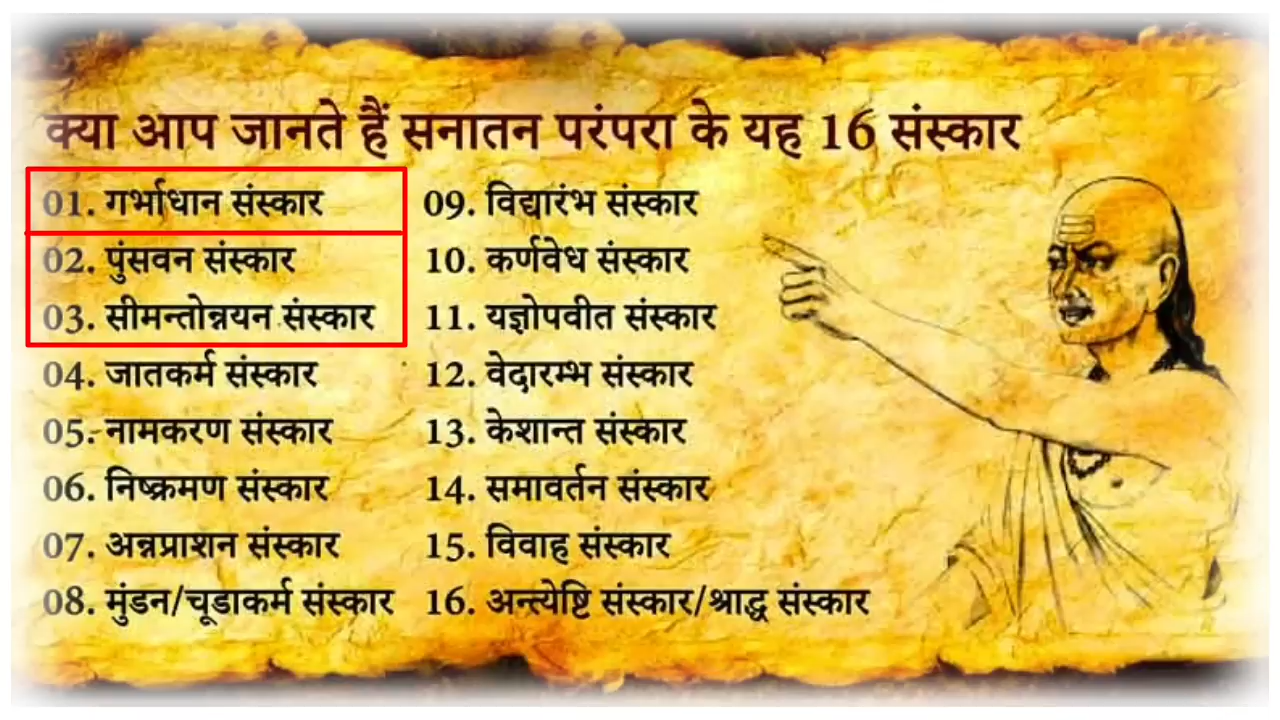 क्या आप जानते हैं सनातन परंपरा के यह 16 संस्कार
01. गर्भाधान संस्कार
02. पुंसवन संस्कार
03. सीमन्तोन्नयन संस्कार
04. जातकर्म संस्कार
05. नामकरण संस्कार
06. निष्क्रमण संस्कार
07. अन्नप्राशन संस्कार
08. मुंडन/चूडाकर्म संस्कार
09. विद्यारंभ संस्कार
10. कर्णवेध संस्कार
11. यज्ञोपवीत संस्कार
12. वेदारम्भ संस्कार
13. केशान्त संस्कार
14. समावर्तन संस्कार
15. विवाह संस्कार
16. अन्त्येष्टि संस्कार/श्राद्ध संस्कार